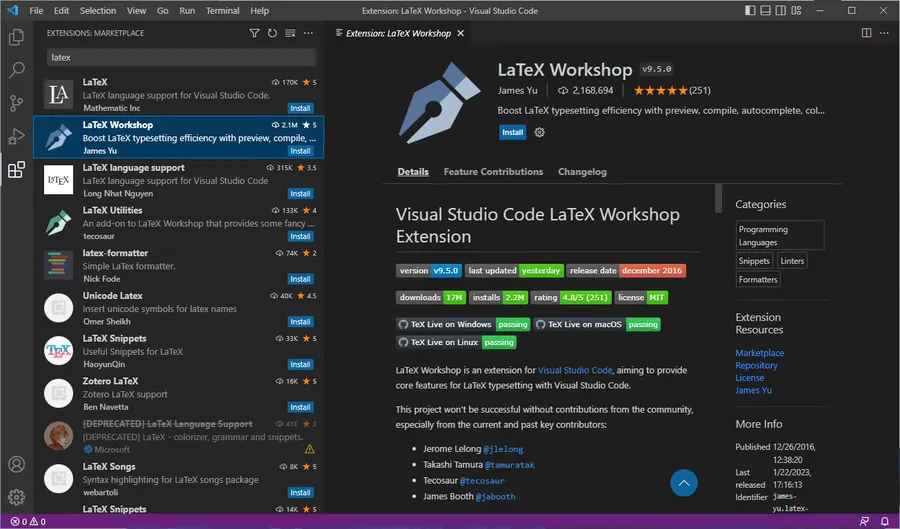 File Edit Selection View Go Run Terminal Help
Extension: LaTeX Workshop - Visual Studio Code
EXTENSIONS: MARKETPLACE
latex
LaTeX 170K 5
LaTeX language support for Visual Studio Code.
Mathematic Inc Install
LaTeX Workshop 2.1M 5
Boost LaTeX typesetting efficiency with preview, compile, ...
James Yu Install
LaTeX language support 315K 3.5
LaTeX language support for Visual Studio Code
Long Nhat Nguyen Install
LaTeX Utilities 133K 4
An add-on to LaTeX Workshop that provides some fancy ...
tecosaur Install
latex-formatter 74K 2
Simple LaTex formatter.
Nick Fode Install
Unicode Latex 40K 4.5
Insert unicode symbols for latex names
Omer Sheikh Install
LaTeX Snippets 33K 5
Useful Snippets for LaTeX
HaoyunQin Install
Zotero LaTeX 16K 5
Zotero LaTeX support
Ben Navetta Install
[DEPRECATED] LaTeX Language Support 41K 3
[DEPRECATED] LaTeX - colorizer, grammar and snippets.
Microsoft
LaTeX Songs 8K 5
Syntax highlighting for LaTeX songs package
webartoli Install
LaTeX Snippets 14K 5
Extension: LaTeX Workshop
LaTeX Workshop v9.5.0
James Yu 2,168,694 (251)
Boost LaTeX typesetting efficiency with preview, compile, autocomplete, col...
Install
Details Feature Contributions Changelog
Visual Studio Code LaTeX Workshop
Extension
version v9.5.0 last updated yesterday release date december 2016
downloads 17M installs 2.2M rating 4.8/5 (251) license MIT
TeX Live on Windows passing TeX Live on macOS passing
TeX Live on Linux passing
LaTeX Workshop is an extension for Visual Studio Code, aiming to provide
core features for LaTeX typesetting with Visual Studio Code.
This project won't be successful without contributions from the community,
especially from the current and past key contributors:
• Jerome Lelong @jlelong
• Takashi Tamura @tamuratak
• Tecosaur @tecosaur
• James Booth @jabooth
Categories
Programming
Languages
Snippets Linters
Formatters
Extension
Resources
Marketplace
Repository
License
James Yu
More Info
Published 12/26/2016,
12:38:20
Last 1/22/2023,
released 17:16:13
Identifier james-
yu.latex-
0 0